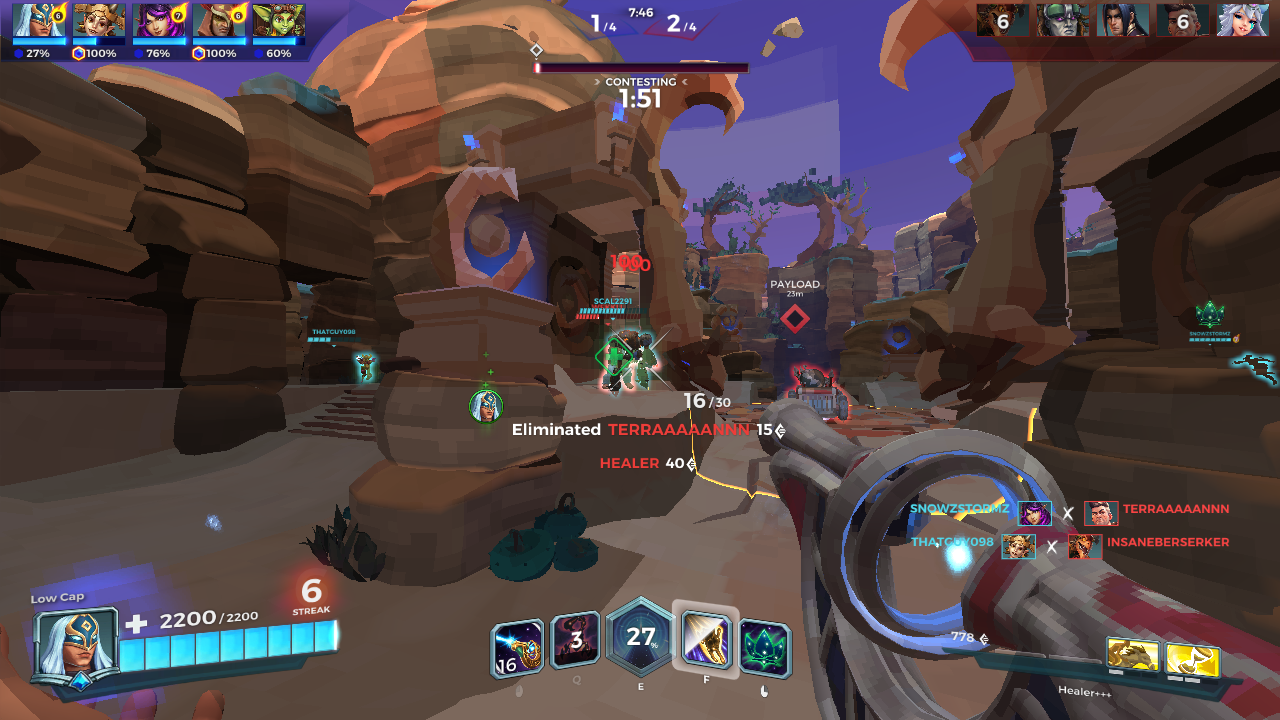 6
7
6
27%
100%
76%
100%
60%
1/4
7:46
2/4
6
6
CONTESTING
1:51
100
SCALZ291
PAYLOAD
23m
THATGUY098
SNOWZSTORMZ
16/30
Eliminated TERRAAAAANNN 15
HEALER 40
SNOWZSTORMZ X TERRAAAAANNN
THATGUY098 X INSANEBERSERKER
Low Cap
2200/2200
6
STREAK
16
3
27%
Q
E
F
778
Healer+++